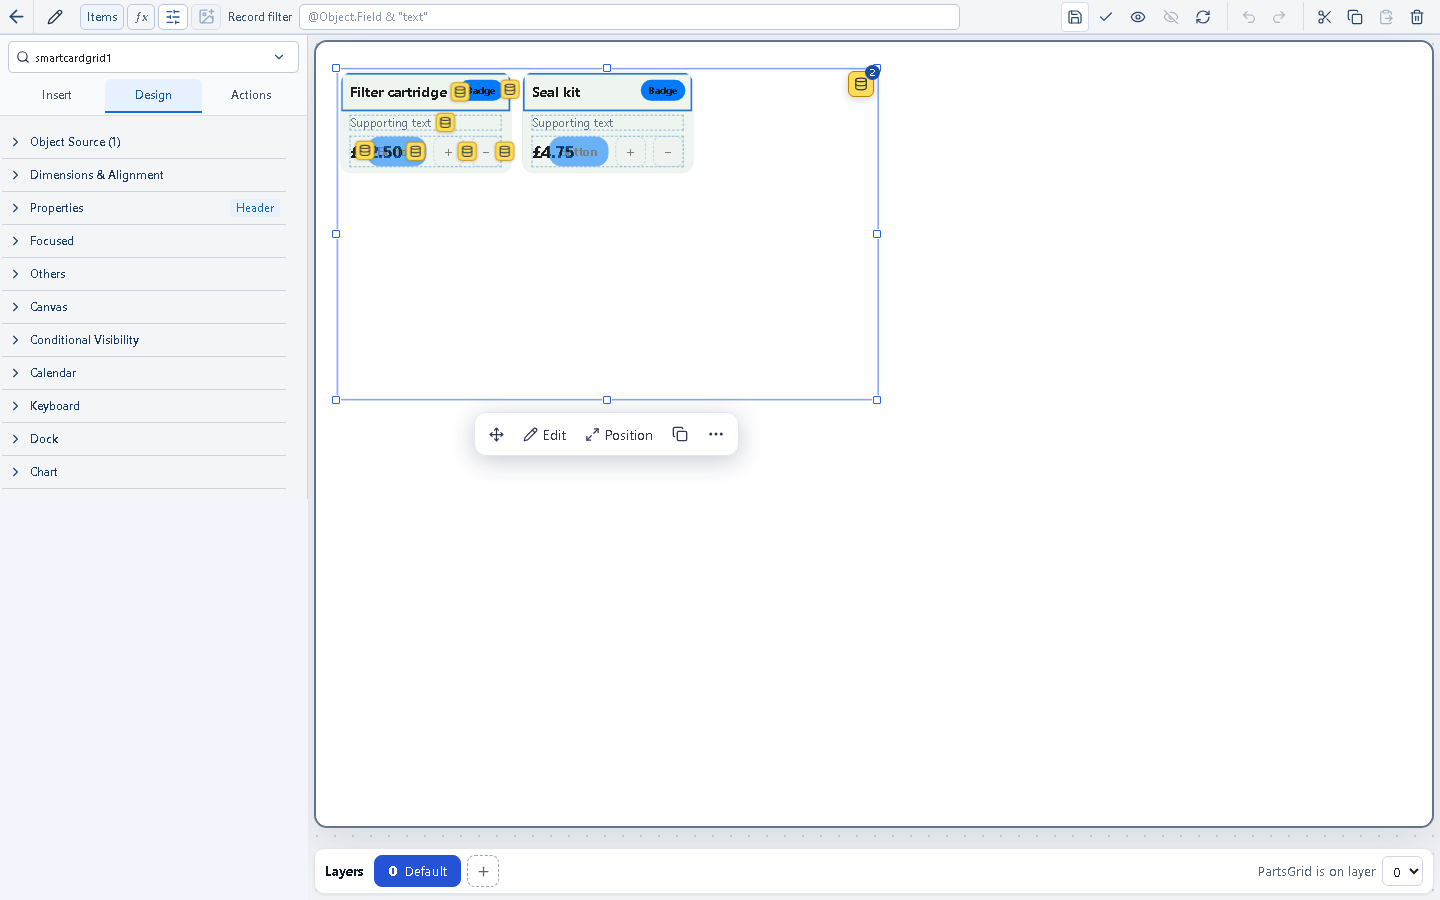 Items
ƒx
Record filter
@Object.Field & "text"
smartcardgrid1
Insert
Design
Actions
Object Source (1)
Dimensions & Alignment
Properties
Header
Focused
Others
Canvas
Conditional Visibility
Calendar
Keyboard
Dock
Chart
Filter cartridge
Badge
Supporting text
+
−
Seal kit
Badge
Supporting text
£4.75
+
−
2
Edit
Position
Layers
0 Default
+
PartsGrid is on layer
0